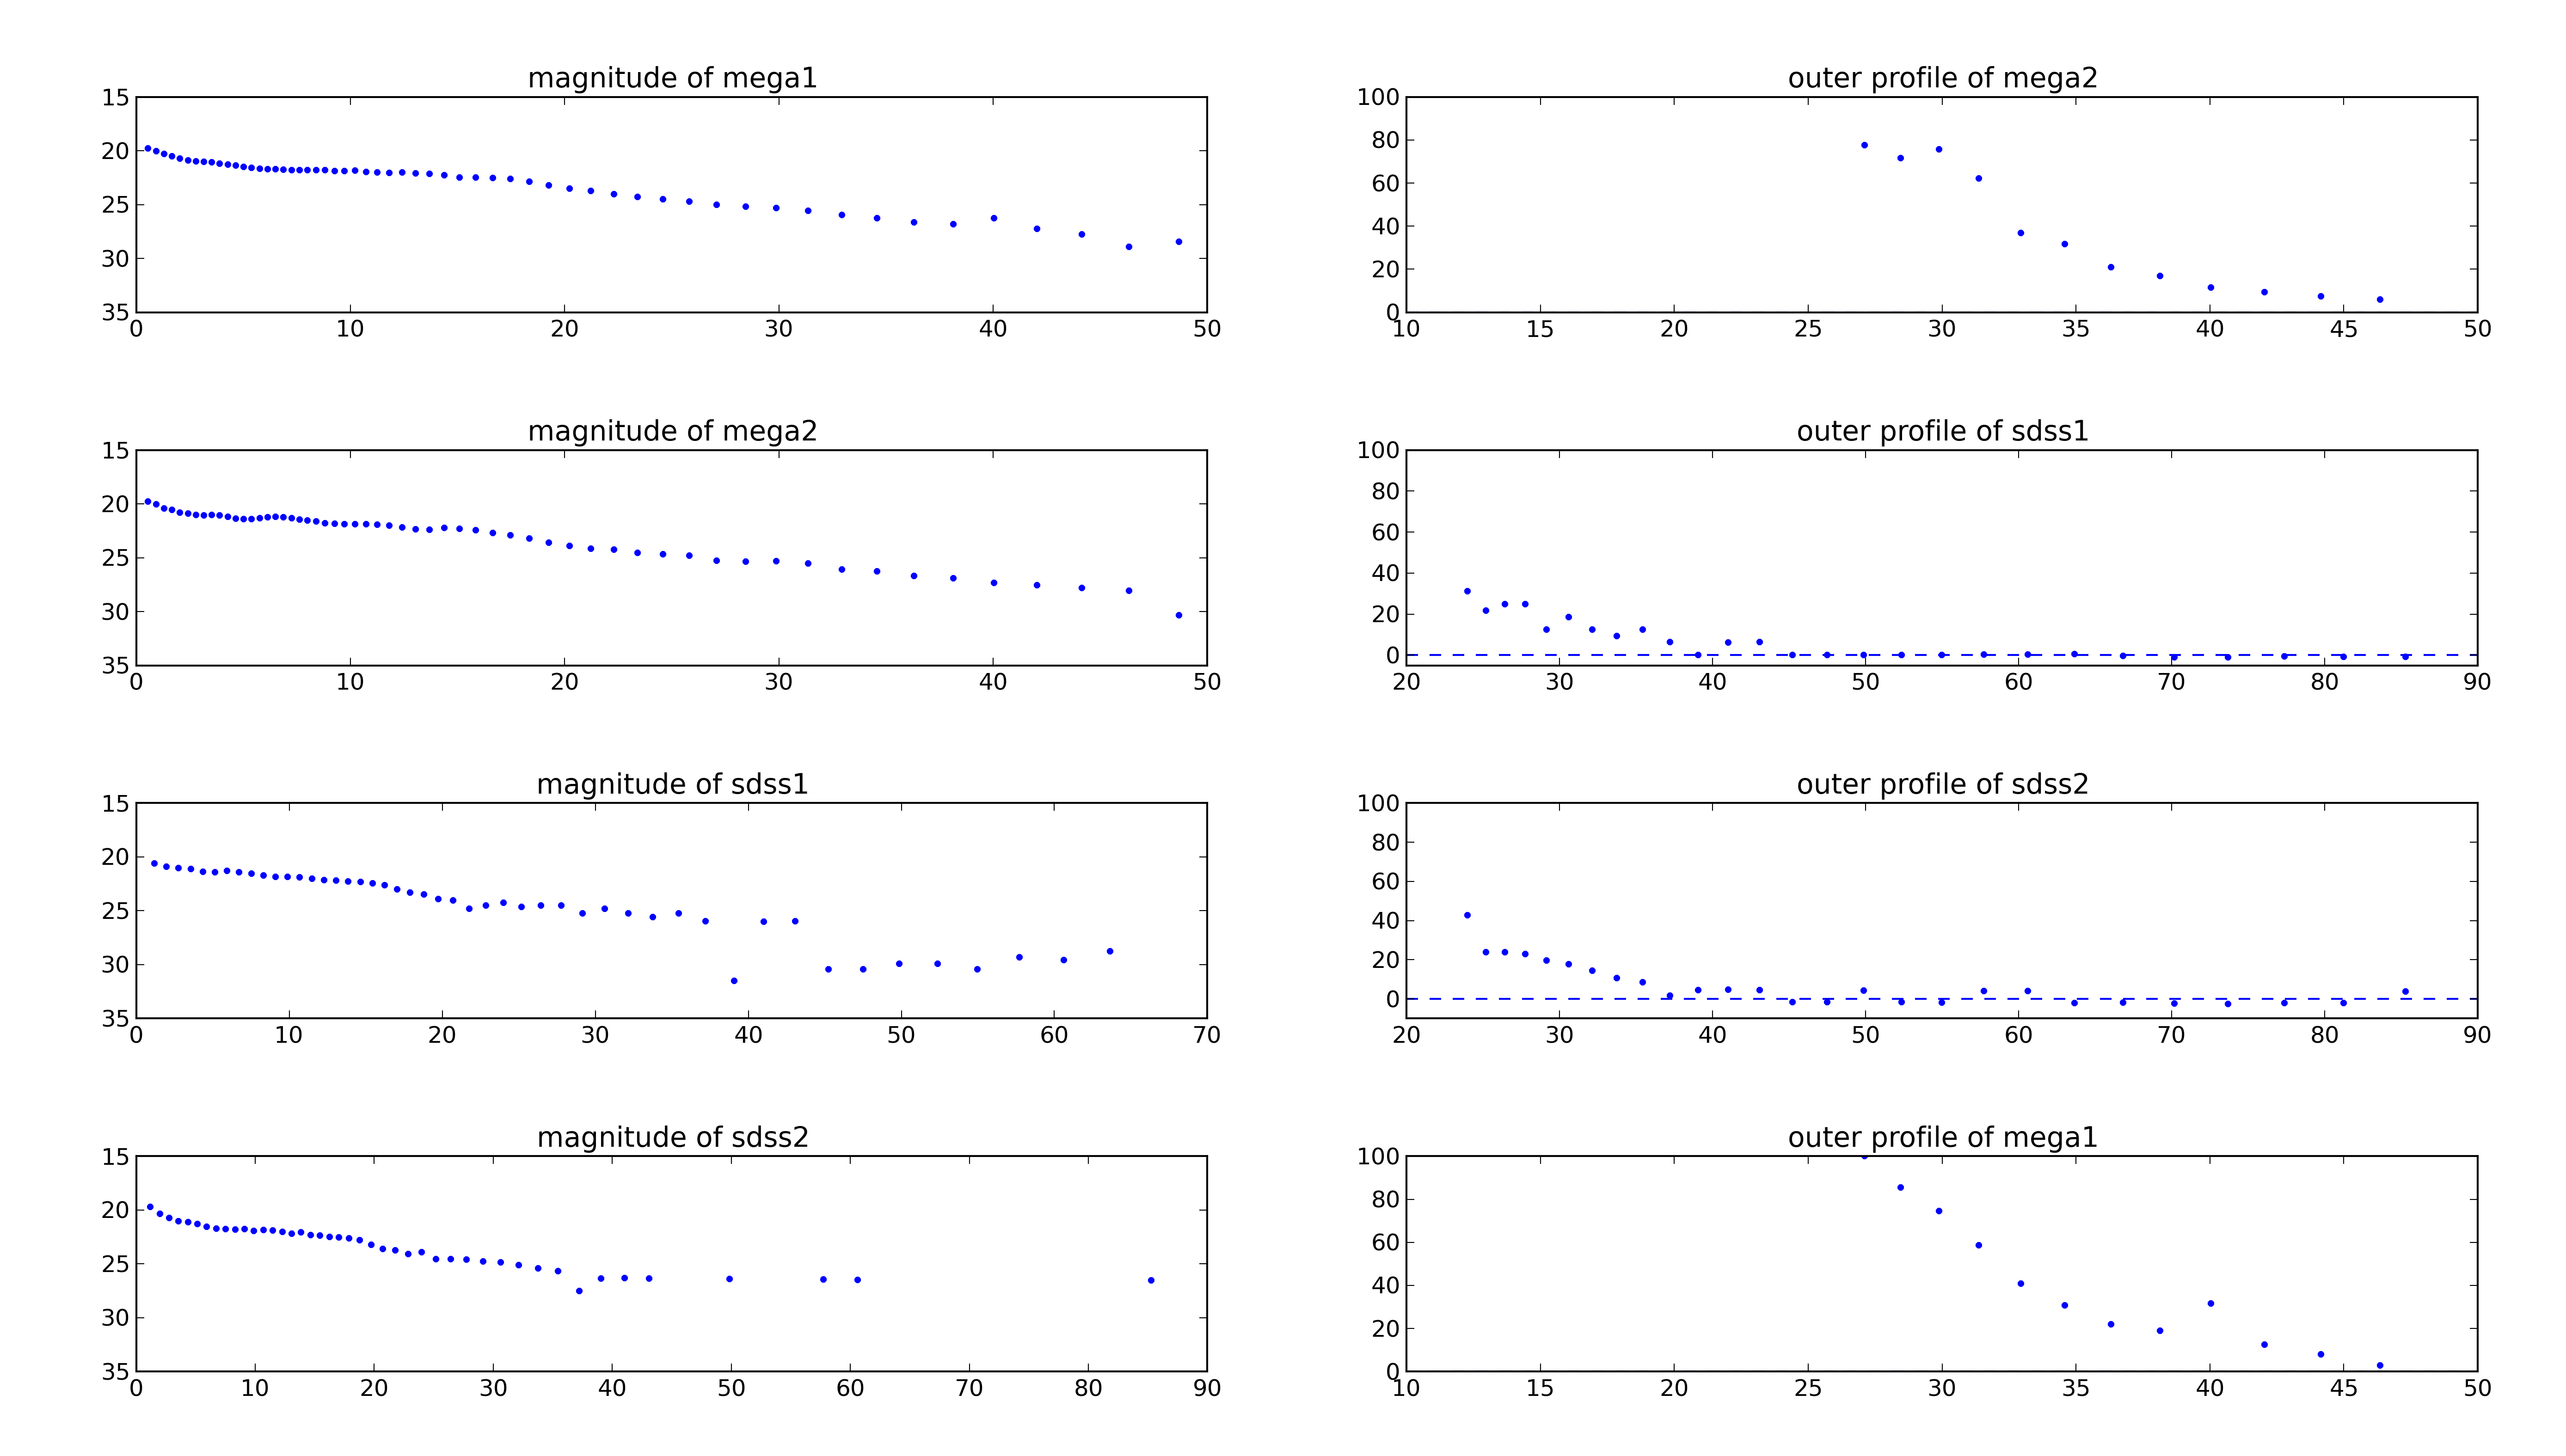 magnitude of mega1
15
20
25
30
35
0 10 20 30 40 50
outer profile of mega2
100
80
60
40
20
0
10 15 20 25 30 35 40 45 50
magnitude of mega2
15
20
25
30
35
0 10 20 30 40 50
outer profile of sdss1
100
80
60
40
20
0
20 30 40 50 60 70 80 90
magnitude of sdss1
15
20
25
30
35
0 10 20 30 40 50 60 70
outer profile of sdss2
100
80
60
40
20
0
20 30 40 50 60 70 80 90
magnitude of sdss2
15
20
25
30
35
0 10 20 30 40 50 60 70 80 90
outer profile of mega1
100
80
60
40
20
0
10 15 20 25 30 35 40 45 50